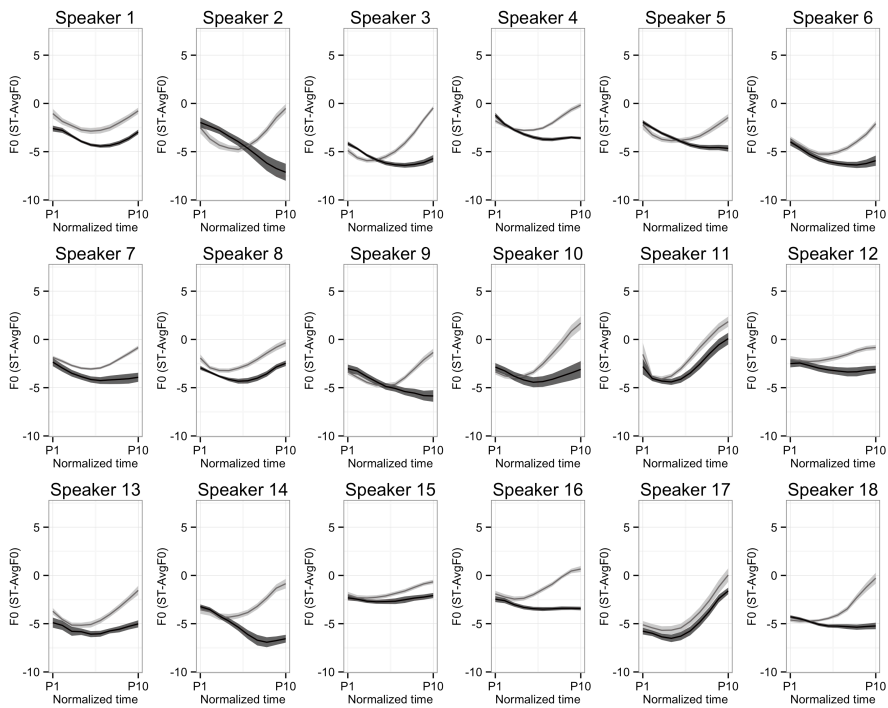 Speaker 1 Speaker 2 Speaker 3 Speaker 4 Speaker 5 Speaker 6
5 5 5 5 5 5
0 0 0 0 0 0
-5 -5 -5 -5 -5 -5
-10 -10 -10 -10 -10 -10
F0 (ST-AvgF0) F0 (ST-AvgF0) F0 (ST-AvgF0) F0 (ST-AvgF0) F0 (ST-AvgF0) F0 (ST-AvgF0)
P1 P10 P1 P10 P1 P10 P1 P10 P1 P10 P1 P10
Normalized time Normalized time Normalized time Normalized time Normalized time Normalized time
Speaker 7 Speaker 8 Speaker 9 Speaker 10 Speaker 11 Speaker 12
5 5 5 5 5 5
0 0 0 0 0 0
-5 -5 -5 -5 -5 -5
-10 -10 -10 -10 -10 -10
F0 (ST-AvgF0) F0 (ST-AvgF0) F0 (ST-AvgF0) F0 (ST-AvgF0) F0 (ST-AvgF0) F0 (ST-AvgF0)
P1 P10 P1 P10 P1 P10 P1 P10 P1 P10 P1 P10
Normalized time Normalized time Normalized time Normalized time Normalized time Normalized time
Speaker 13 Speaker 14 Speaker 15 Speaker 16 Speaker 17 Speaker 18
5 5 5 5 5 5
0 0 0 0 0 0
-5 -5 -5 -5 -5 -5
-10 -10 -10 -10 -10 -10
F0 (ST-AvgF0) F0 (ST-AvgF0) F0 (ST-AvgF0) F0 (ST-AvgF0) F0 (ST-AvgF0) F0 (ST-AvgF0)
P1 P10 P1 P10 P1 P10 P1 P10 P1 P10 P1 P10
Normalized time Normalized time Normalized time Normalized time Normalized time Normalized time